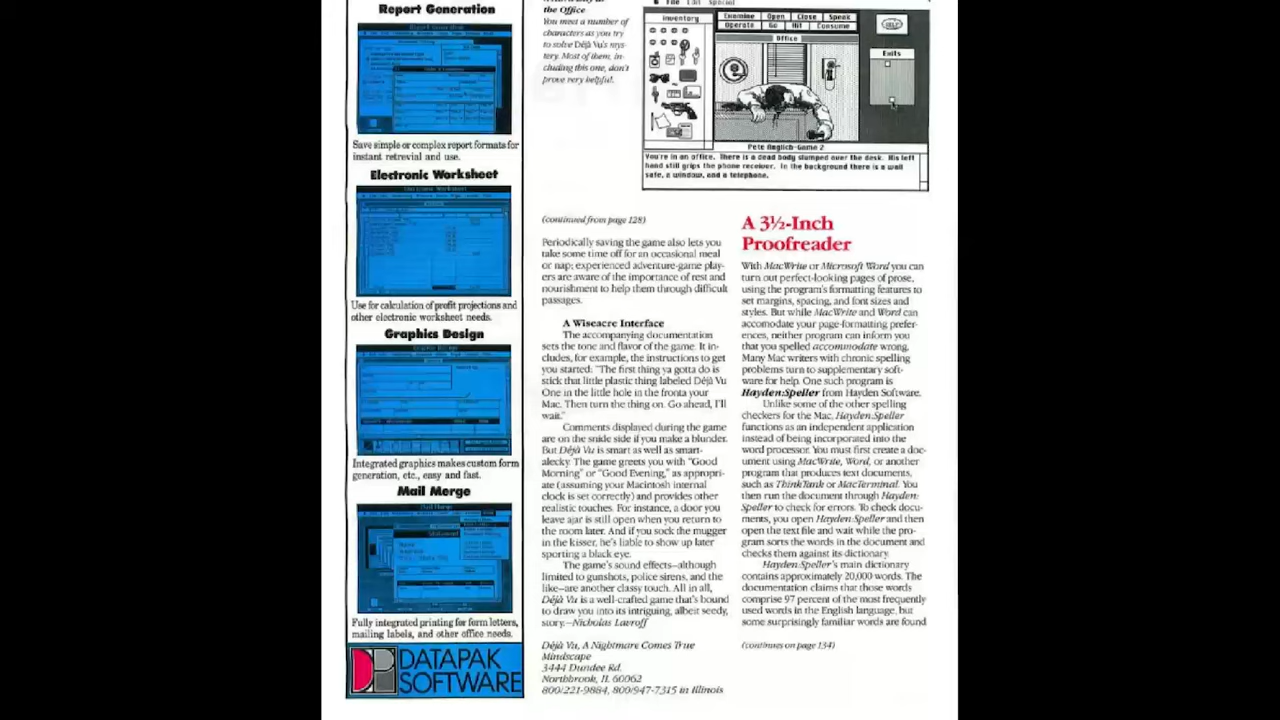 Report Generation
Save simple or complex report formats for
instant retrevial and use.
Electronic Worksheet
Use for calculation of profit projections and
other electronic worksheet needs.
Graphics Design
Integrated graphics makes custom form
generation, etc., easy and fast.
Mail Merge
Fully integrated printing for form letters,
mailing labels, and other office needs.
DATAPAK
SOFTWARE
the Office
You meet a number of
characters as you try
to solve Déjà Vu's mys-
tery. Most of them, in-
cluding this one, don't
prove very helpful.
File Edit Special
Inventory
Examine Open Close Speak
Operate Go Hit Consume
Office
Exits
Pete Anglich-Game 2
You're in an office. There is a dead body slumped over the desk. His left
hand still grips the phone receiver. In the background there is a wall
safe, a window, and a telephone.
(continued from page 128)
Periodically saving the game also lets you
take some time off for an occasional meal
or nap; experienced adventure-game play-
ers are aware of the importance of rest and
nourishment to help them through difficult
passages.
A Wiseacre Interface
The accompanying documentation
sets the tone and flavor of the game. It in-
cludes, for example, the instructions to get
you started: "The first thing ya gotta do is
stick that little plastic thing labeled Déjà Vu
One in the little hole in the fronta your
Mac. Then turn the thing on. Go ahead, I'll
wait."
Comments displayed during the game
are on the snide side if you make a blunder.
But Déjà Vu is smart as well as smart-
alecky. The game greets you with "Good
Morning" or "Good Evening," as appropri-
ate (assuming your Macintosh internal
clock is set correctly) and provides other
realistic touches. For instance, a door you
leave ajar is still open when you return to
the room later. And if you sock the mugger
in the kisser, he's liable to show up later
sporting a black eye.
The game's sound effects—although
limited to gunshots, police sirens, and the
like—are another classy touch. All in all,
Déjà Vu is a well-crafted game that's bound
to draw you into its intriguing, albeit seedy,
story.—Nicholas Lavroff
Déjà Vu, A Nightmare Comes True
Mindscape
3444 Dundee Rd.
Northbrook, IL 60062
800/221-9884, 800/947-7315 in Illinois
A 3½-Inch
Proofreader
With MacWrite or Microsoft Word you can
turn out perfect-looking pages of prose,
using the program's formatting features to
set margins, spacing, and font sizes and
styles. But while MacWrite and Word can
accomodate your page-formatting prefer-
ences, neither program can inform you
that you spelled accommodate wrong.
Many Mac writers with chronic spelling
problems turn to supplementary soft-
ware for help. One such program is
Hayden:Speller from Hayden Software.
Unlike some of the other spelling
checkers for the Mac, Hayden:Speller
functions as an independent application
instead of being incorporated into the
word processor. You must first create a doc-
ument using MacWrite, Word, or another
program that produces text documents,
such as ThinkTank or MacTerminal. You
then run the document through Hayden:
Speller to check for errors. To check docu-
ments, you open Hayden:Speller and then
open the text file and wait while the pro-
gram sorts the words in the document and
checks them against its dictionary.
Hayden:Speller's main dictionary
contains approximately 20,000 words. The
documentation claims that those words
comprise 97 percent of the most frequently
used words in the English language, but
some surprisingly familiar words are found
(continues on page 134)